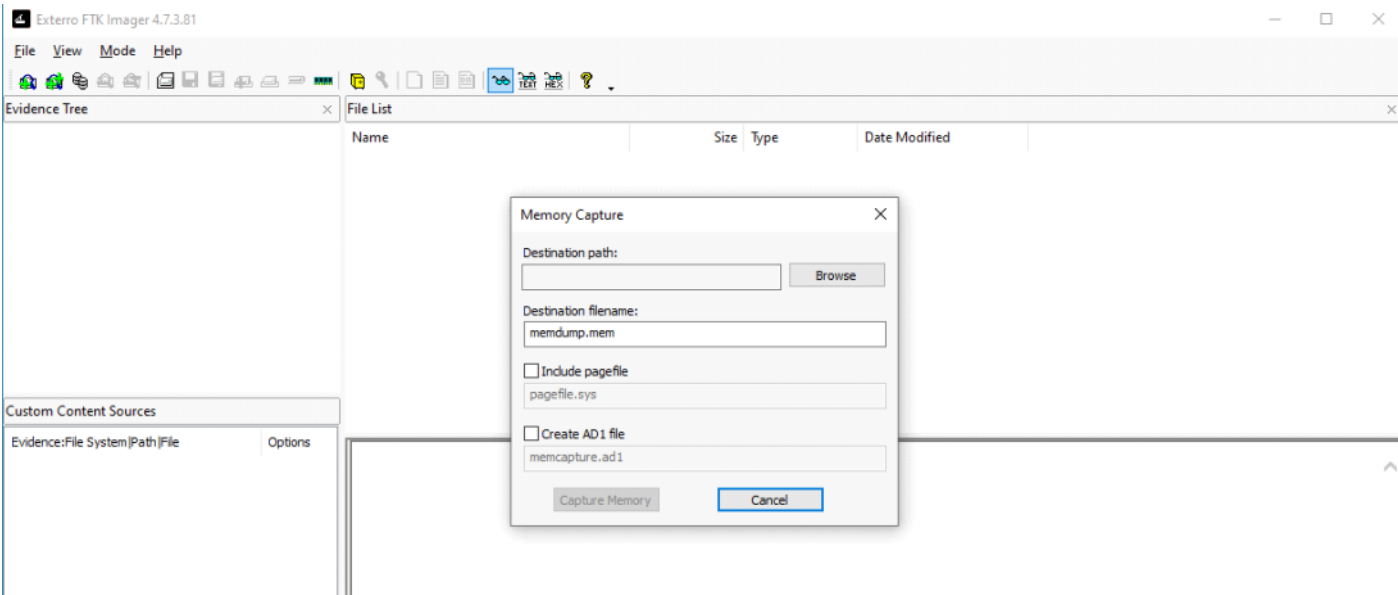 Exterro FTK Imager 4.7.3.81
File View Mode Help
TEXT HEX
Evidence Tree
File List
Name Size Type Date Modified
Memory Capture
Destination path:
Browse
Destination filename:
memdump.mem
Include pagefile
pagefile.sys
Create AD1 file
memcapture.ad1
Capture Memory Cancel
Custom Content Sources
Evidence:File System|Path|File Options